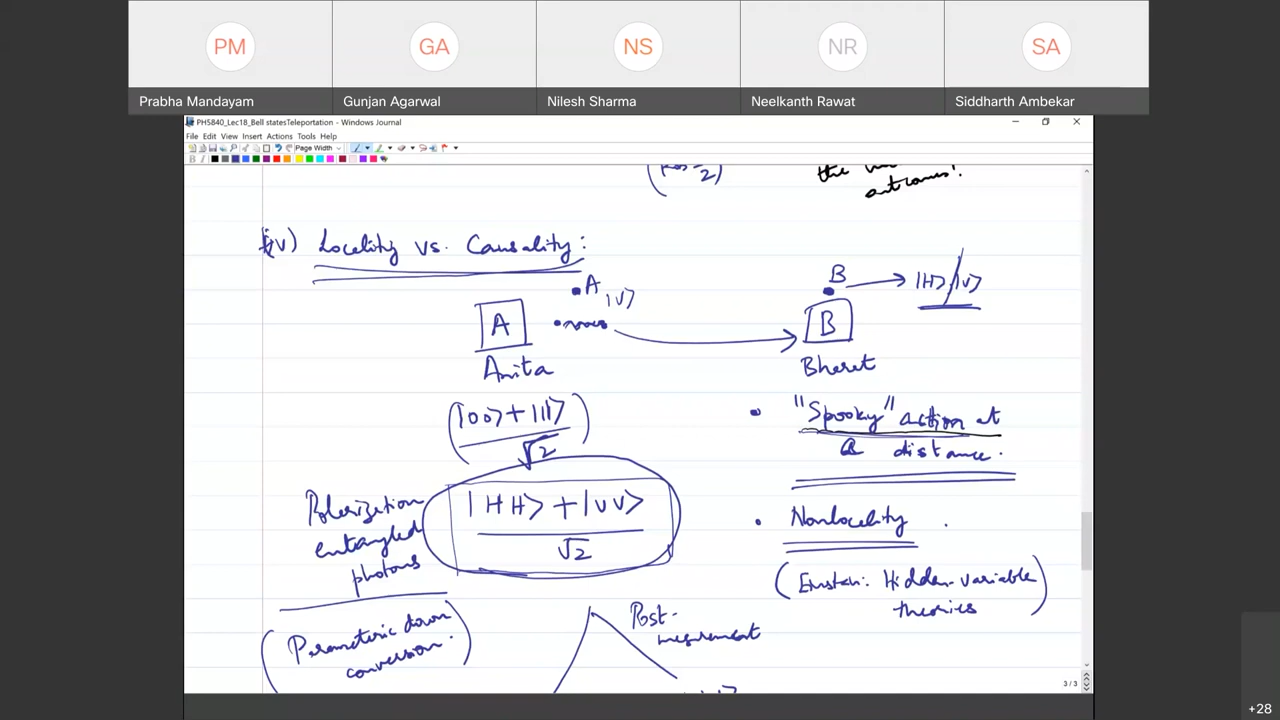 PM
GA
NS
NR
SA
Prabha Mandayam
Gunjan Agarwal
Nilesh Sharma
Neelkanth Rawat
Siddharth Ambekar
PH5840_Lec18_Bell statesTeleportation - Windows Journal
File Edit View Insert Actions Tools Help
Page Width
B I
the
outcomes!
(iv) Locality vs. Causality:
A
|V>
A
Anita
B
|H>/|V>
B
Bharat
(|00> + |11>)
√2
"Spooky" action at
a distance.
Polarization
entangled
photons
|HH> + |VV>
√2
Nonlocality
(Einstein: Hidden-variable
theories)
(Parametric down
conversion.)
Post-
measurement
3 / 3
+28